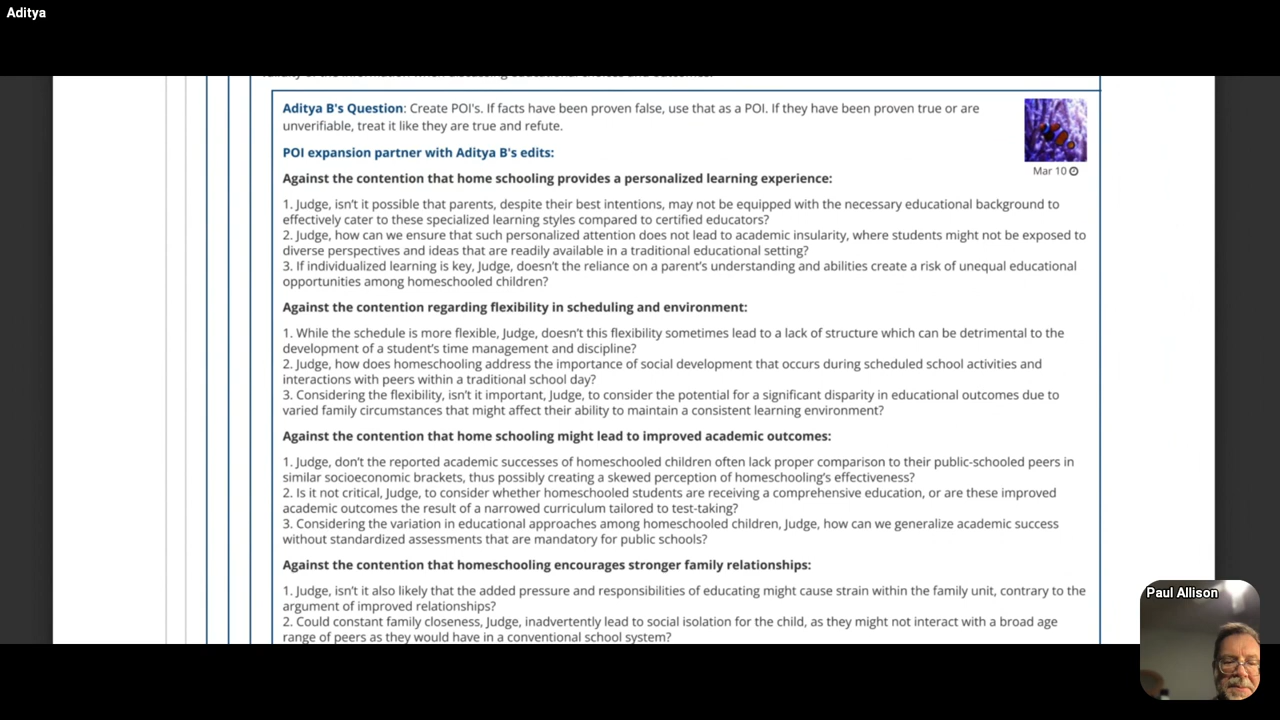 Aditya
Aditya B's Question: Create POI's. If facts have been proven false, use that as a POI. If they have been proven true or are
unverifiable, treat it like they are true and refute.
Mar 10
POI expansion partner with Aditya B's edits:
Against the contention that home schooling provides a personalized learning experience:
1. Judge, isn't it possible that parents, despite their best intentions, may not be equipped with the necessary educational background to
effectively cater to these specialized learning styles compared to certified educators?
2. Judge, how can we ensure that such personalized attention does not lead to academic insularity, where students might not be exposed to
diverse perspectives and ideas that are readily available in a traditional educational setting?
3. If individualized learning is key, Judge, doesn't the reliance on a parent's understanding and abilities create a risk of unequal educational
opportunities among homeschooled children?
Against the contention regarding flexibility in scheduling and environment:
1. While the schedule is more flexible, Judge, doesn't this flexibility sometimes lead to a lack of structure which can be detrimental to the
development of a student's time management and discipline?
2. Judge, how does homeschooling address the importance of social development that occurs during scheduled school activities and
interactions with peers within a traditional school day?
3. Considering the flexibility, isn't it important, Judge, to consider the potential for a significant disparity in educational outcomes due to
varied family circumstances that might affect their ability to maintain a consistent learning environment?
Against the contention that home schooling might lead to improved academic outcomes:
1. Judge, don't the reported academic successes of homeschooled children often lack proper comparison to their public-schooled peers in
similar socioeconomic brackets, thus possibly creating a skewed perception of homeschooling's effectiveness?
2. Is it not critical, Judge, to consider whether homeschooled students are receiving a comprehensive education, or are these improved
academic outcomes the result of a narrowed curriculum tailored to test-taking?
3. Considering the variation in educational approaches among homeschooled children, Judge, how can we generalize academic success
without standardized assessments that are mandatory for public schools?
Against the contention that homeschooling encourages stronger family relationships:
1. Judge, isn't it also likely that the added pressure and responsibilities of educating might cause strain within the family unit, contrary to the
argument of improved relationships?
2. Could constant family closeness, Judge, inadvertently lead to social isolation for the child, as they might not interact with a broad age
range of peers as they would have in a conventional school system?
Paul Allison